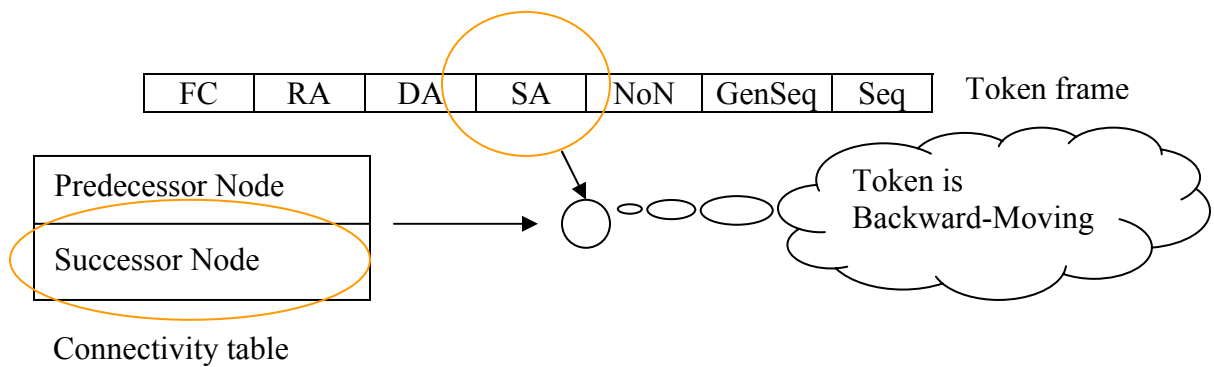 FC RA DA SA NoN GenSeq Seq Token frame
Predecessor Node
Successor Node
Token is
Backward-Moving
Connectivity table